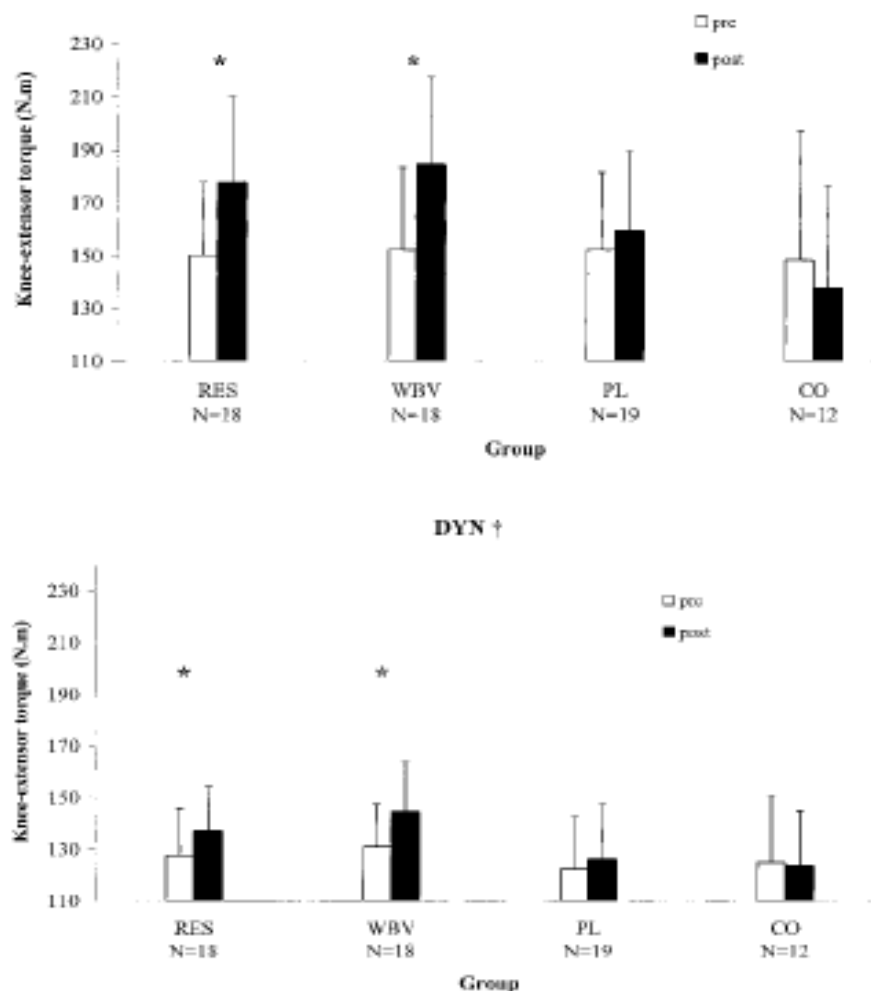 pre
post
Knee-extensor torque (N.m)
230
210
190
170
150
130
110
*
*
RES
N=18
WBV
N=18
PL
N=19
CO
N=12
Group
DYN †
pre
post
Knee-extensor torque (N.m)
230
210
190
170
150
130
110
*
*
RES
N=18
WBV
N=18
PL
N=19
CO
N=12
Group